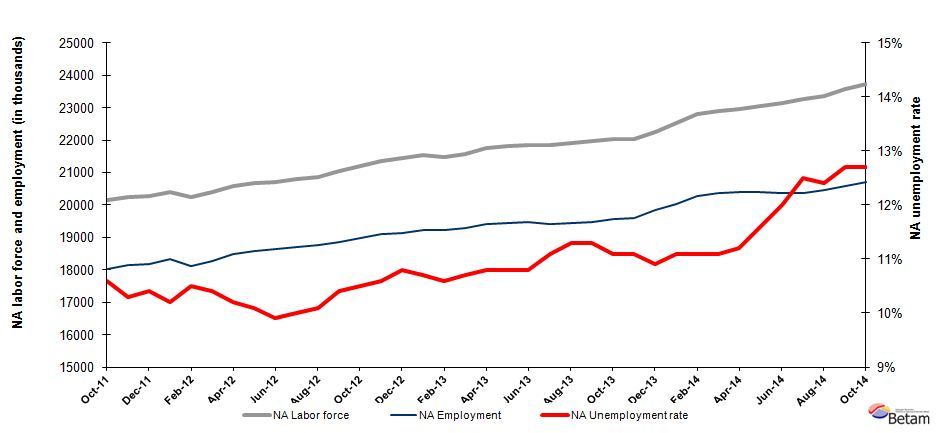 NA labor force and employment (in thousands)
25000
24000
23000
22000
21000
20000
19000
18000
17000
16000
15000
15%
14%
13%
12%
11%
10%
9%
NA unemployment rate
Oct-11
Dec-11
Feb-12
Apr-12
Jun-12
Aug-12
Oct-12
Dec-12
Feb-13
Apr-13
Jun-13
Aug-13
Oct-13
Dec-13
Feb-14
Apr-14
Jun-14
Aug-14
Oct-14
NA Labor force
NA Employment
NA Unemployment rate
Betam